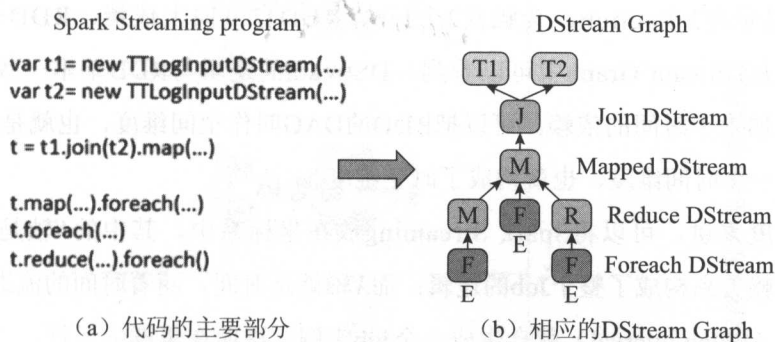 Spark Streaming program
var t1= new TTLogInputDStream(...)
var t2= new TTLogInputDStream(...)
t = t1.join(t2).map(...)
t.map(...).foreach(...)
t.foreach(...)
t.reduce(...).foreach()
（a）代码的主要部分
DStream Graph
T1 T2
J Join DStream
M Mapped DStream
M F R Reduce DStream
E
F F Foreach DStream
E E
（b）相应的DStream Graph